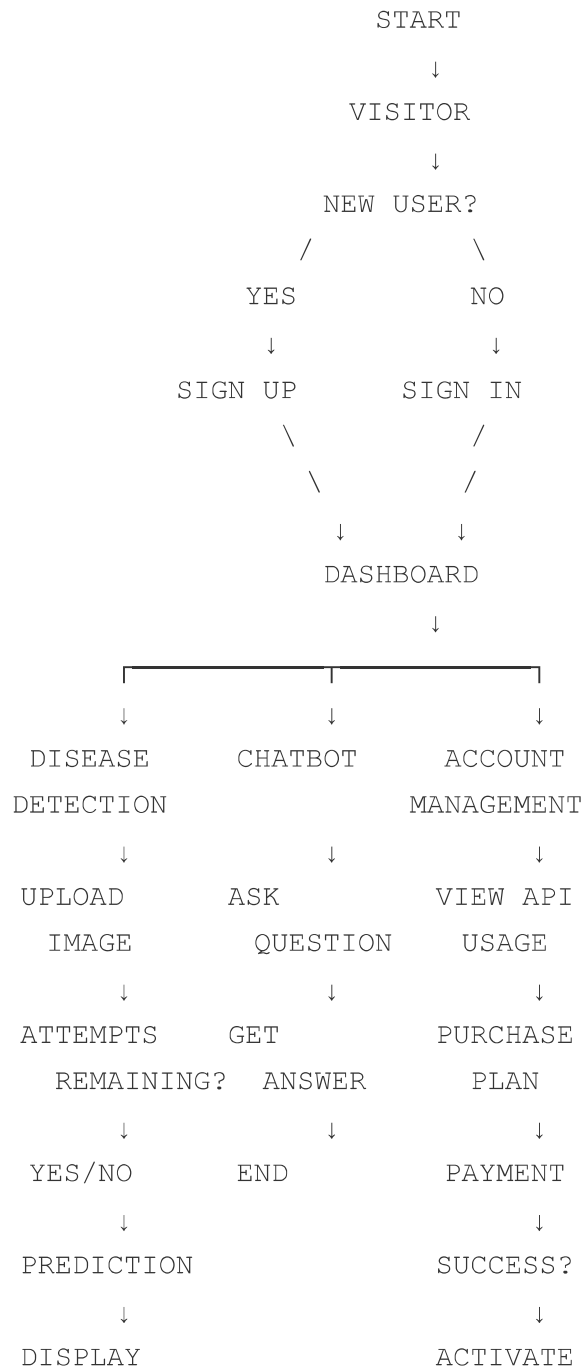 START
↓
VISITOR
↓
NEW USER?
/ \
YES NO
↓ ↓
SIGN UP SIGN IN
\ /
\ /
↓ ↓
DASHBOARD
↓
┌───────────┬───────────┐
↓ ↓ ↓
DISEASE CHATBOT ACCOUNT
DETECTION MANAGEMENT
↓ ↓ ↓
UPLOAD ASK VIEW API
IMAGE QUESTION USAGE
↓ ↓ ↓
ATTEMPTS GET PURCHASE
REMAINING? ANSWER PLAN
↓ ↓ ↓
YES/NO END PAYMENT
↓ ↓
PREDICTION SUCCESS?
↓ ↓
DISPLAY ACTIVATE